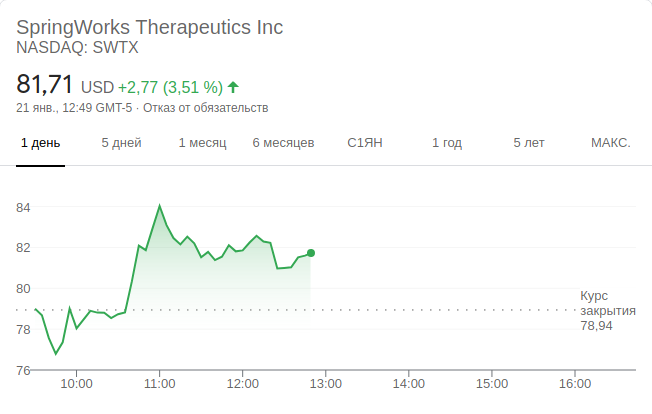 SpringWorks Therapeutics Inc
NASDAQ: SWTX
81,71 USD +2,77 (3,51 %)
21 янв., 12:49 GMT-5 · Отказ от обязательств
1 день 5 дней 1 месяц 6 месяцев С1ЯН 1 год 5 лет МАКС.
84
82
80
Курс
закрытия
78,94
78
76
10:00 11:00 12:00 13:00 14:00 15:00 16:00